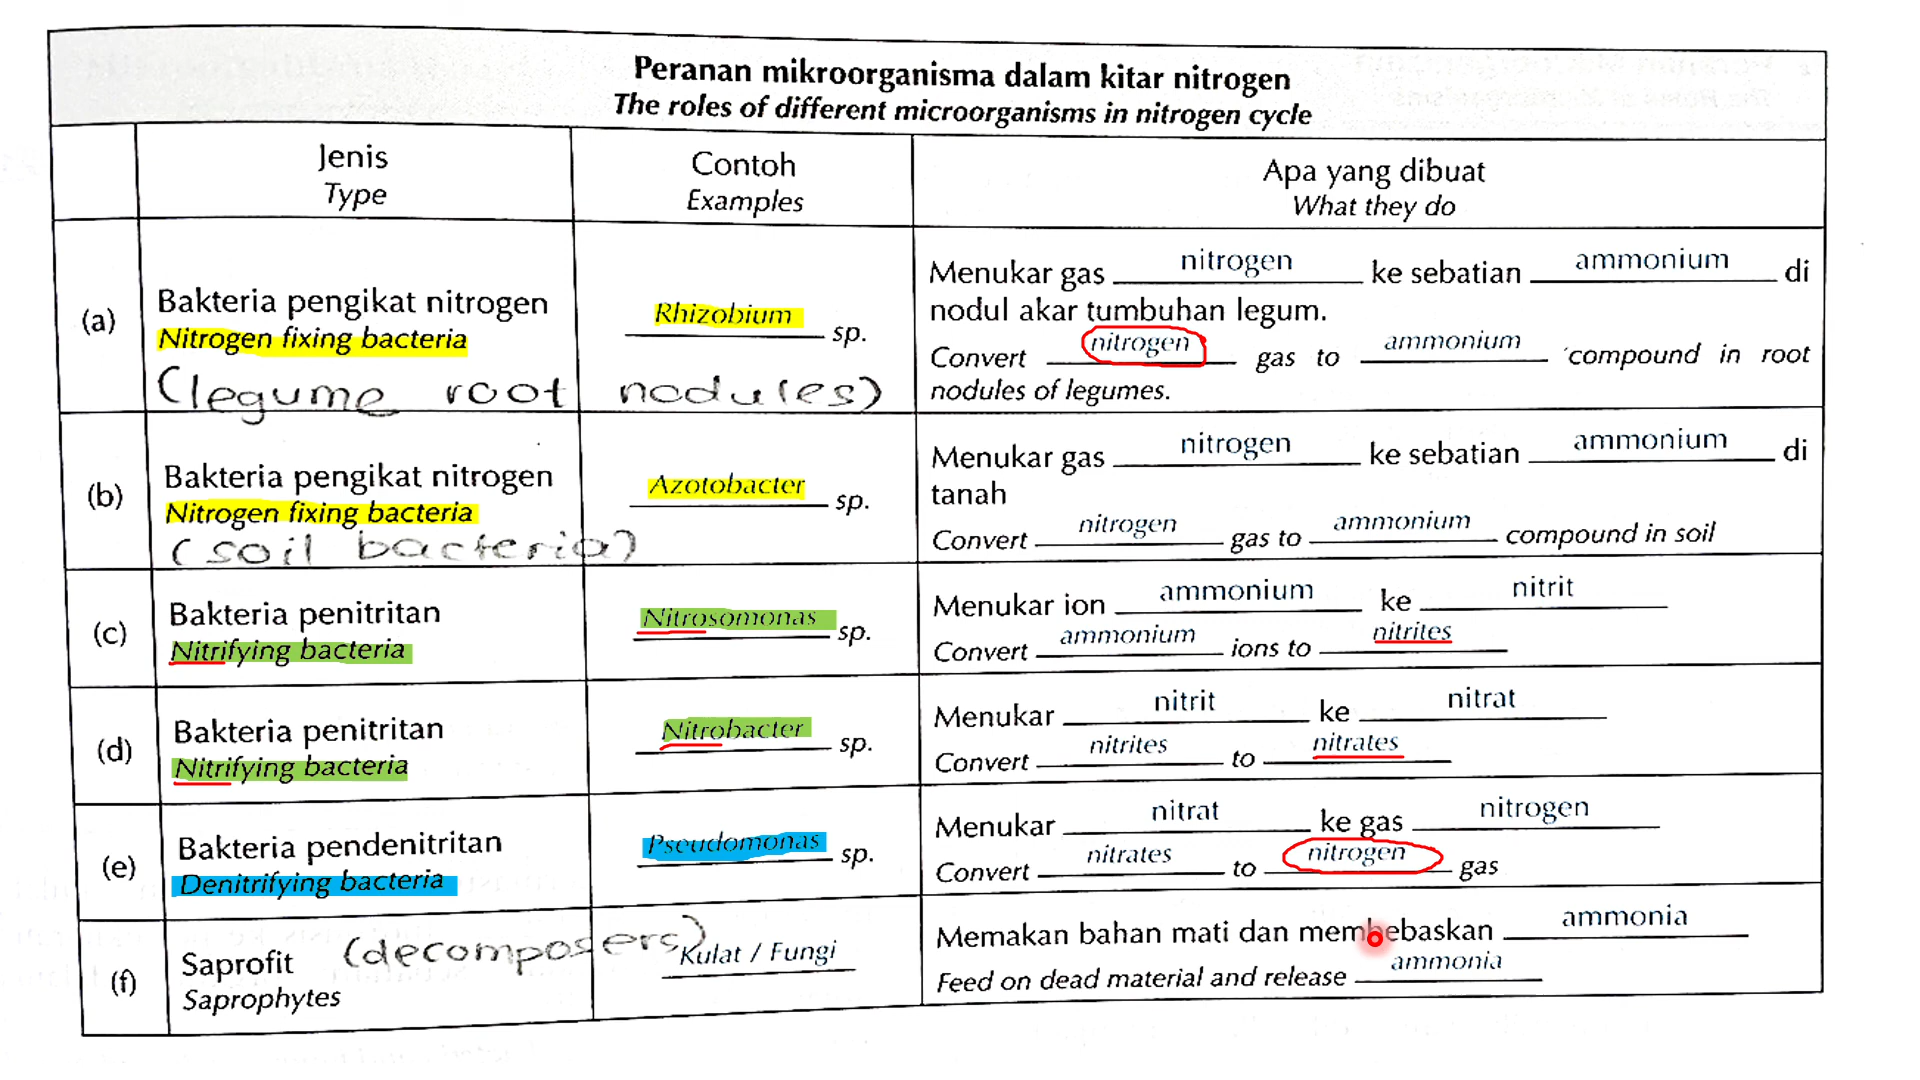 Peranan mikroorganisma dalam kitar nitrogen
The roles of different microorganisms in nitrogen cycle
Jenis
Type
Contoh
Examples
Apa yang dibuat
What they do
(a)
Bakteria pengikat nitrogen
Nitrogen fixing bacteria
(legume root nodules)
Rhizobium sp.
Menukar gas nitrogen ke sebatian ammonium di
nodul akar tumbuhan legum.
Convert nitrogen gas to ammonium compound in root
nodules of legumes.
(b)
Bakteria pengikat nitrogen
Nitrogen fixing bacteria
(soil bacteria)
Azotobacter sp.
Menukar gas nitrogen ke sebatian ammonium di
tanah
Convert nitrogen gas to ammonium compound in soil
(c)
Bakteria penitritan
Nitrifying bacteria
Nitrosomonas sp.
Menukar ion ammonium ke nitrit
Convert ammonium ions to nitrites
(d)
Bakteria penitritan
Nitrifying bacteria
Nitrobacter sp.
Menukar nitrit ke nitrat
Convert nitrites to nitrates
(e)
Bakteria pendenitritan
Denitrifying bacteria
Pseudomonas sp.
Menukar nitrat ke gas nitrogen
Convert nitrates to nitrogen gas
(f)
Saprofit (decomposers)
Saprophytes
Kulat / Fungi
Memakan bahan mati dan membebaskan ammonia
Feed on dead material and release ammonia